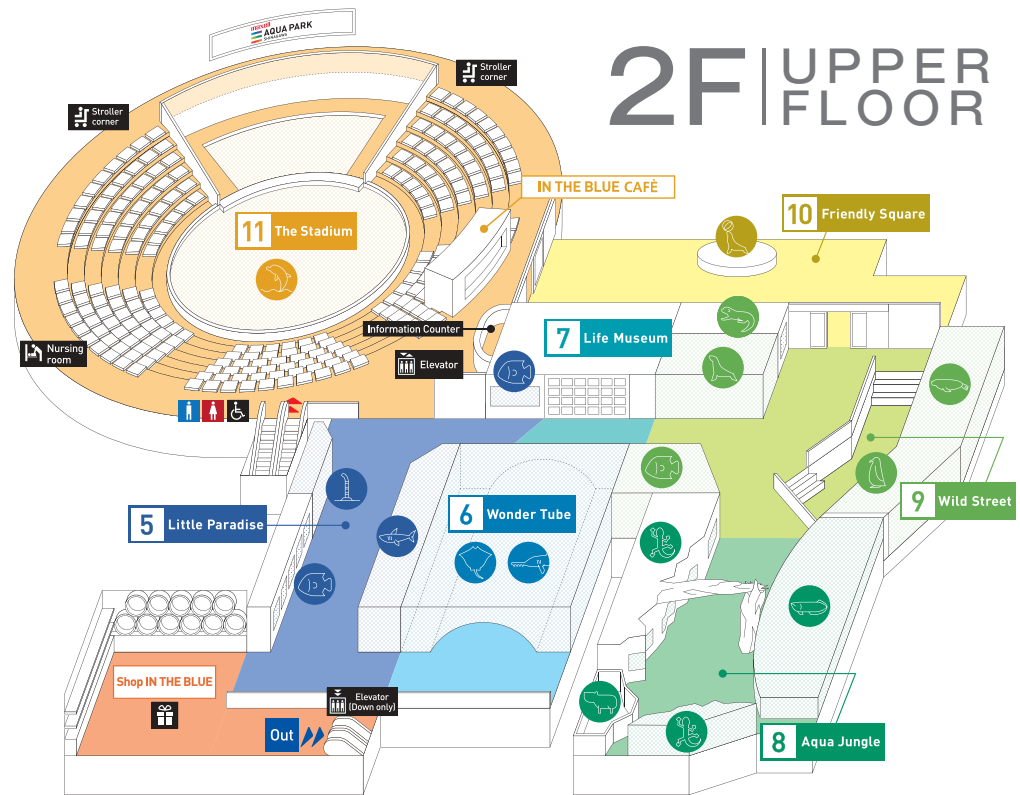 maxell
AQUA PARK
SHINAGAWA
2F
UPPER
FLOOR
Stroller
corner
Stroller
corner
IN THE BLUE CAFÈ
11 The Stadium
10 Friendly Square
Information Counter
7 Life Museum
Nursing
room
Elevator
5 Little Paradise
6 Wonder Tube
9 Wild Street
Shop IN THE BLUE
Elevator
(Down only)
Out
8 Aqua Jungle